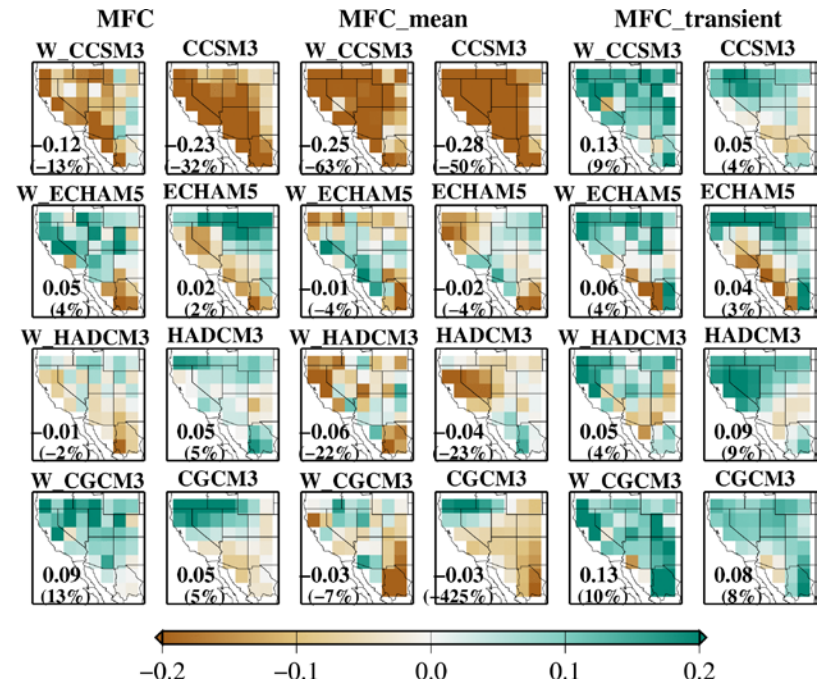 MFC MFC_mean MFC_transient
W_CCSM3 CCSM3 W_CCSM3 CCSM3 W_CCSM3 CCSM3
−0.12 −0.23 −0.25 −0.28 0.13 0.05
(−13%) (−32%) (−63%) (−50%) (9%) (4%)
W_ECHAM5 ECHAM5 W_ECHAM5 ECHAM5 W_ECHAM5 ECHAM5
0.05 0.02 −0.01 −0.02 0.06 0.04
(4%) (2%) (−4%) (−4%) (4%) (3%)
W_HADCM3 HADCM3 W_HADCM3 HADCM3 W_HADCM3 HADCM3
−0.01 0.05 −0.06 −0.04 0.05 0.09
(−2%) (5%) (−22%) (−23%) (4%) (9%)
W_CGCM3 CGCM3 W_CGCM3 CGCM3 W_CGCM3 CGCM3
0.09 0.05 −0.03 −0.03 0.13 0.08
(13%) (5%) (−7%) (−425%) (10%) (8%)
−0.2 −0.1 0.0 0.1 0.2